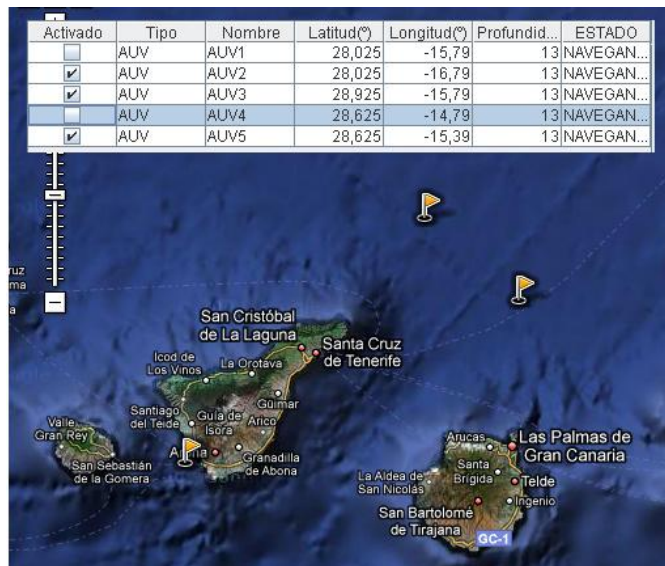 Activado Tipo Nombre Latitud(º) Longitud(º) Profundid... ESTADO
AUV AUV1 28,025 -15,79 13 NAVEGAN...
AUV AUV2 28,025 -16,79 13 NAVEGAN...
AUV AUV3 28,925 -15,79 13 NAVEGAN...
AUV AUV4 28,625 -14,79 13 NAVEGAN...
AUV AUV5 28,625 -15,39 13 NAVEGAN...
ruz
ma
a
San Cristóbal
de La Laguna
Santa Cruz
de Tenerife
Icod de
Los Vinos
La Orotava
Güimar
Santiago
del Teide
Guía de
Isora
Arico
Valle
Gran Rey
San Sebastián
de la Gomera
Granadilla
de Abona
Arucas
Las Palmas de
Gran Canaria
La Aldea de
San Nicolás
Santa
Brígida
Telde
Ingenio
San Bartolomé
de Tirajana
GC-1